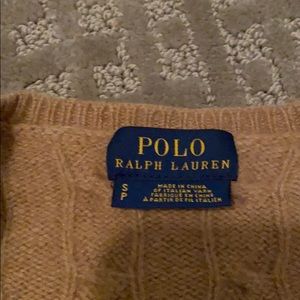 POLO
RALPH LAUREN
S
P
MADE IN CHINA
OF ITALIAN YARN
FABRIQUÉ EN CHINE
À PARTIR DE FIL ITALIEN